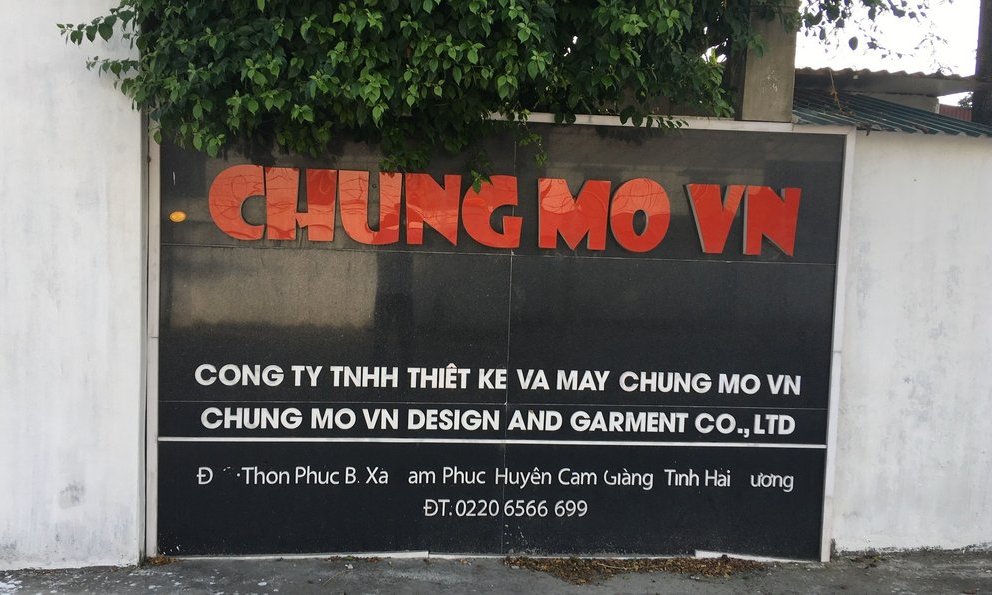 CHUNG MO VN
CONG TY TNHH THIÊT KE VA MAY CHUNG MO VN
CHUNG MO VN DESIGN AND GARMENT CO., LTD
Thon Phuc B. Xa am Phuc Huyên Cam Giàng Tinh Hai ương
ĐT. 0220 6566 699